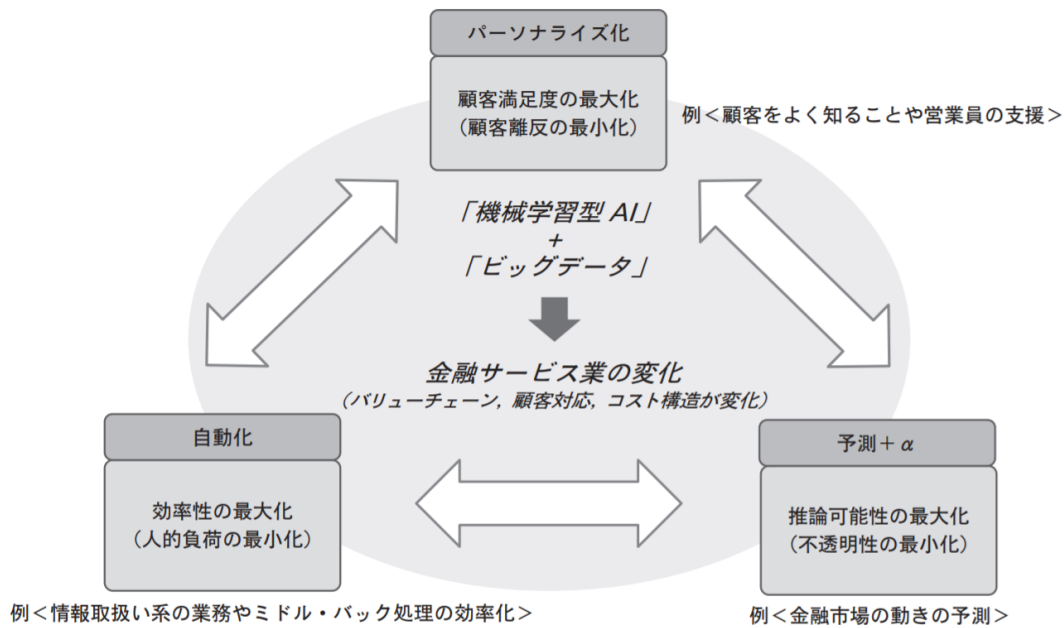 パーソナライズ化
顧客満足度の最大化
（顧客離反の最小化）
例＜顧客をよく知ることや営業員の支援＞
「機械学習型 AI」
+
「ビッグデータ」
金融サービス業の変化
（バリューチェーン, 顧客対応, コスト構造が変化）
自動化
効率性の最大化
（人的負荷の最小化）
例＜情報取扱い系の業務やミドル・バック処理の効率化＞
予測＋α
推論可能性の最大化
（不透明性の最小化）
例＜金融市場の動きの予測＞